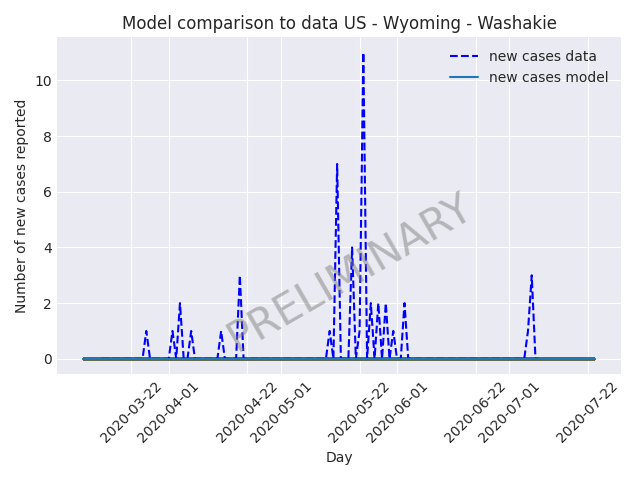 Model comparison to data US - Wyoming - Washakie
new cases data
new cases model
Number of new cases reported
10
8
6
4
2
0
PRELIMINARY
2020-03-22
2020-04-01
2020-04-22
2020-05-01
2020-05-22
2020-06-01
2020-06-22
2020-07-01
2020-07-22
Day